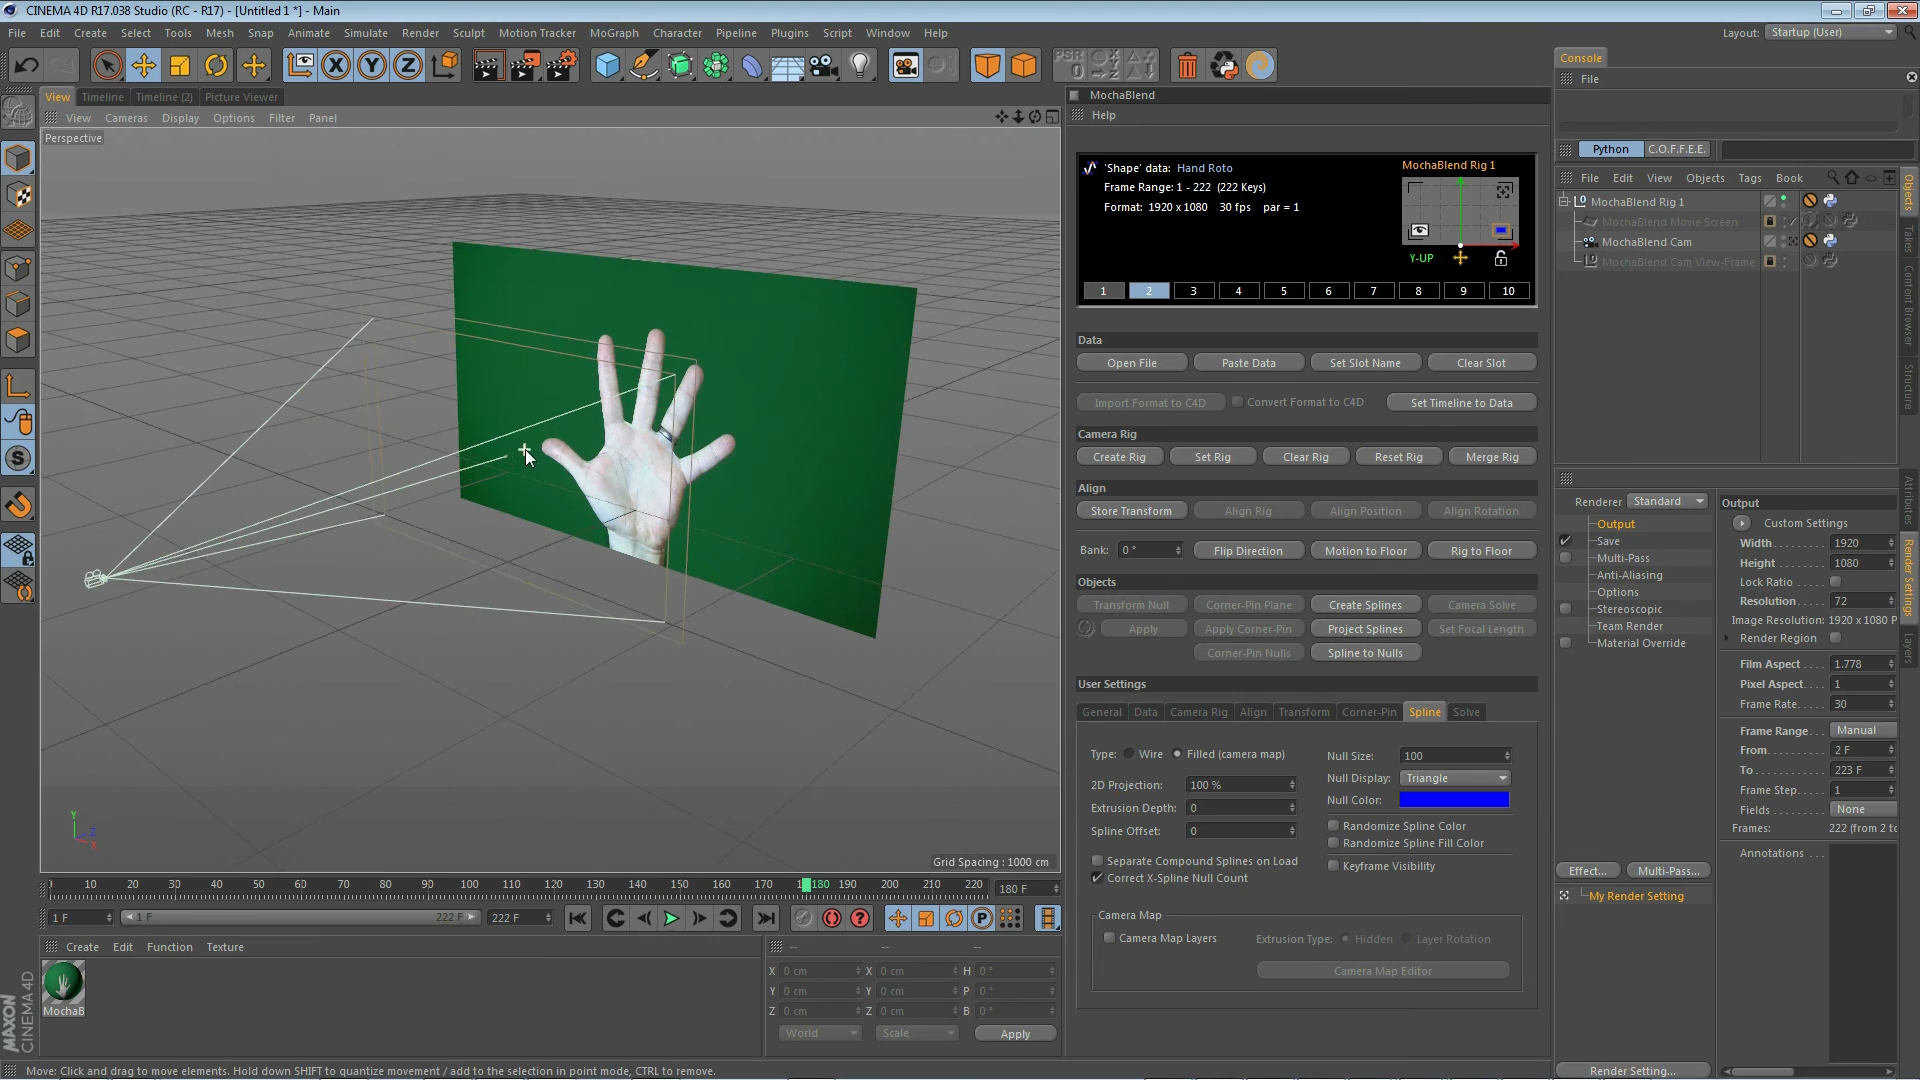 CINEMA 4D R17.038 Studio (RC - R17) - [Untitled 1 *] - Main
File Edit Create Select Tools Mesh Snap Animate Simulate Render Sculpt Motion Tracker MoGraph Character Pipeline Plugins Script Window Help
Layout: Startup (User)
PSR 0
Console
File
View Timeline Timeline (2) Picture Viewer
View Cameras Display Options Filter Panel
Perspective
MochaBlend
Help
'Shape' data: Hand Roto
Frame Range: 1 - 222 (222 Keys)
Format: 1920 x 1080 30 fps par = 1
MochaBlend Rig 1
Y-UP
1 2 3 4 5 6 7 8 9 10
Data
Open File Paste Data Set Slot Name Clear Slot
Import Format to C4D Convert Format to C4D Set Timeline to Data
Camera Rig
Create Rig Set Rig Clear Rig Reset Rig Merge Rig
Align
Store Transform Align Rig Align Position Align Rotation
Bank: 0 ° Flip Direction Motion to Floor Rig to Floor
Objects
Transform Null Corner-Pin Plane Create Splines Camera Solve
Apply Apply Corner-Pin Project Splines Set Focal Length
Corner-Pin Nulls Spline to Nulls
User Settings
General Data Camera Rig Align Transform Corner-Pin Spline Solve
Type: Wire Filled (camera map)
2D Projection: 100 %
Extrusion Depth: 0
Spline Offset: 0
Null Size: 100
Null Display: Triangle
Null Color:
Randomize Spline Color
Randomize Spline Fill Color
Keyframe Visibility
Separate Compound Splines on Load
Correct X-Spline Null Count
Camera Map
Camera Map Layers Extrusion Type: Hidden Layer Rotation
Camera Map Editor
Python C.O.F.F.E.E.
File Edit View Objects Tags Book
MochaBlend Rig 1
MochaBlend Movie Screen
MochaBlend Cam
MochaBlend Cam View-Frame
Objects
Takes
Content Browser
Structure
Attributes
Render Settings
Layers
Renderer Standard
Output
Save
Multi-Pass
Anti-Aliasing
Options
Stereoscopic
Team Render
Material Override
Effect... Multi-Pass...
My Render Setting
Render Setting...
Output
Custom Settings
Width 1920
Height 1080
Lock Ratio
Resolution 72
Image Resolution: 1920 x 1080 P
Render Region
Film Aspect 1.778
Pixel Aspect 1
Frame Rate 30
Frame Range Manual
From 2 F
To 223 F
Frame Step 1
Fields None
Frames: 222 (from 2 to
Annotations
Y
Z
X
Grid Spacing : 1000 cm
10 20 30 40 50 60 70 80 90 100 110 120 130 140 150 160 170 180 190 200 210 220 180 F
1 F 1 F 222 F 222 F
Create Edit Function Texture
MochaB
-- -- --
X 0 cm X 0 cm H 0 °
Y 0 cm Y 0 cm P 0 °
Z 0 cm Z 0 cm B 0 °
World Scale Apply
MAXON
CINEMA 4D
Move: Click and drag to move elements. Hold down SHIFT to quantize movement / add to the selection in point mode, CTRL to remove.